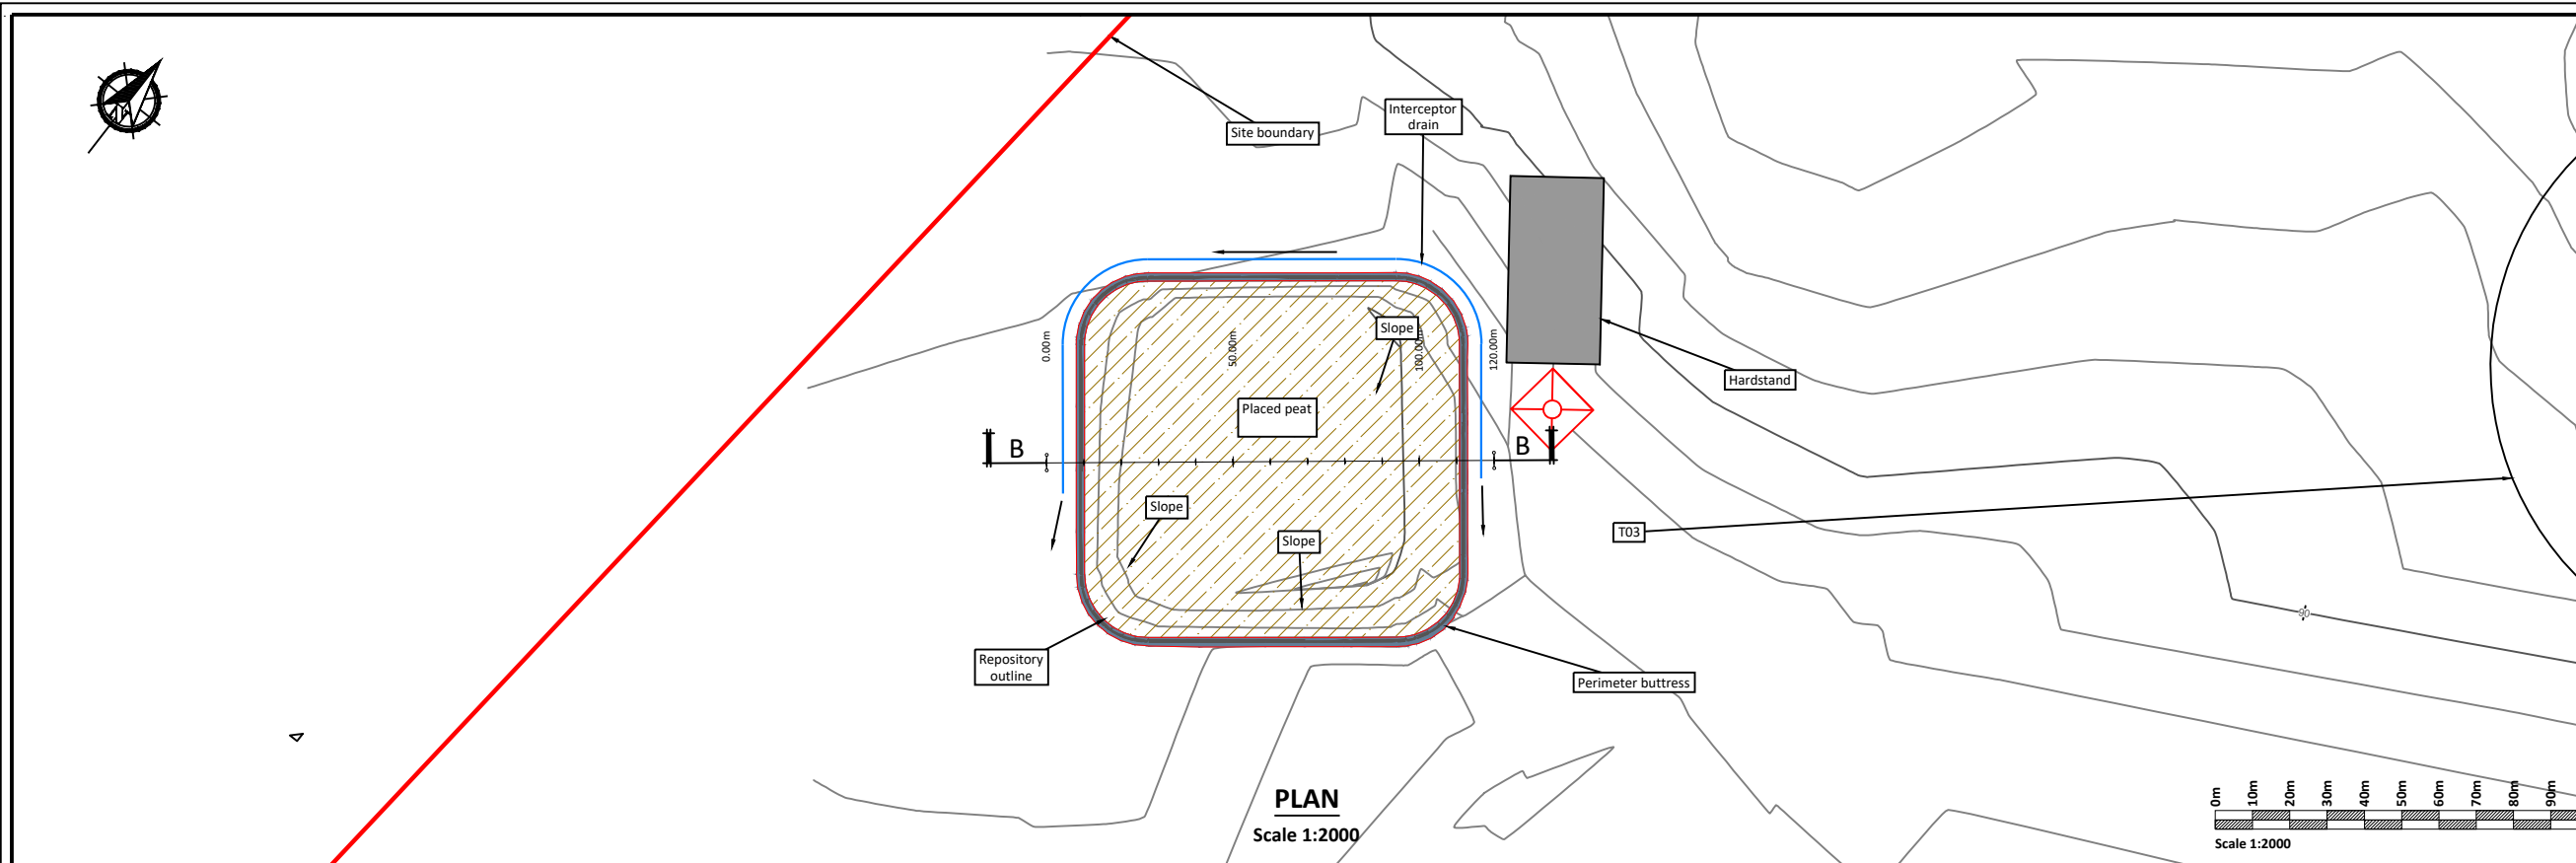 N
Site boundary
Interceptor
drain
Slope
0.00m
50.00m
100.00m
120.00m
Hardstand
Placed peat
B
B
Slope
T03
Slope
90
Repository
outline
Perimeter buttress
PLAN
Scale 1:2000
0m
10m
20m
30m
40m
50m
60m
70m
80m
90m
Scale 1:2000